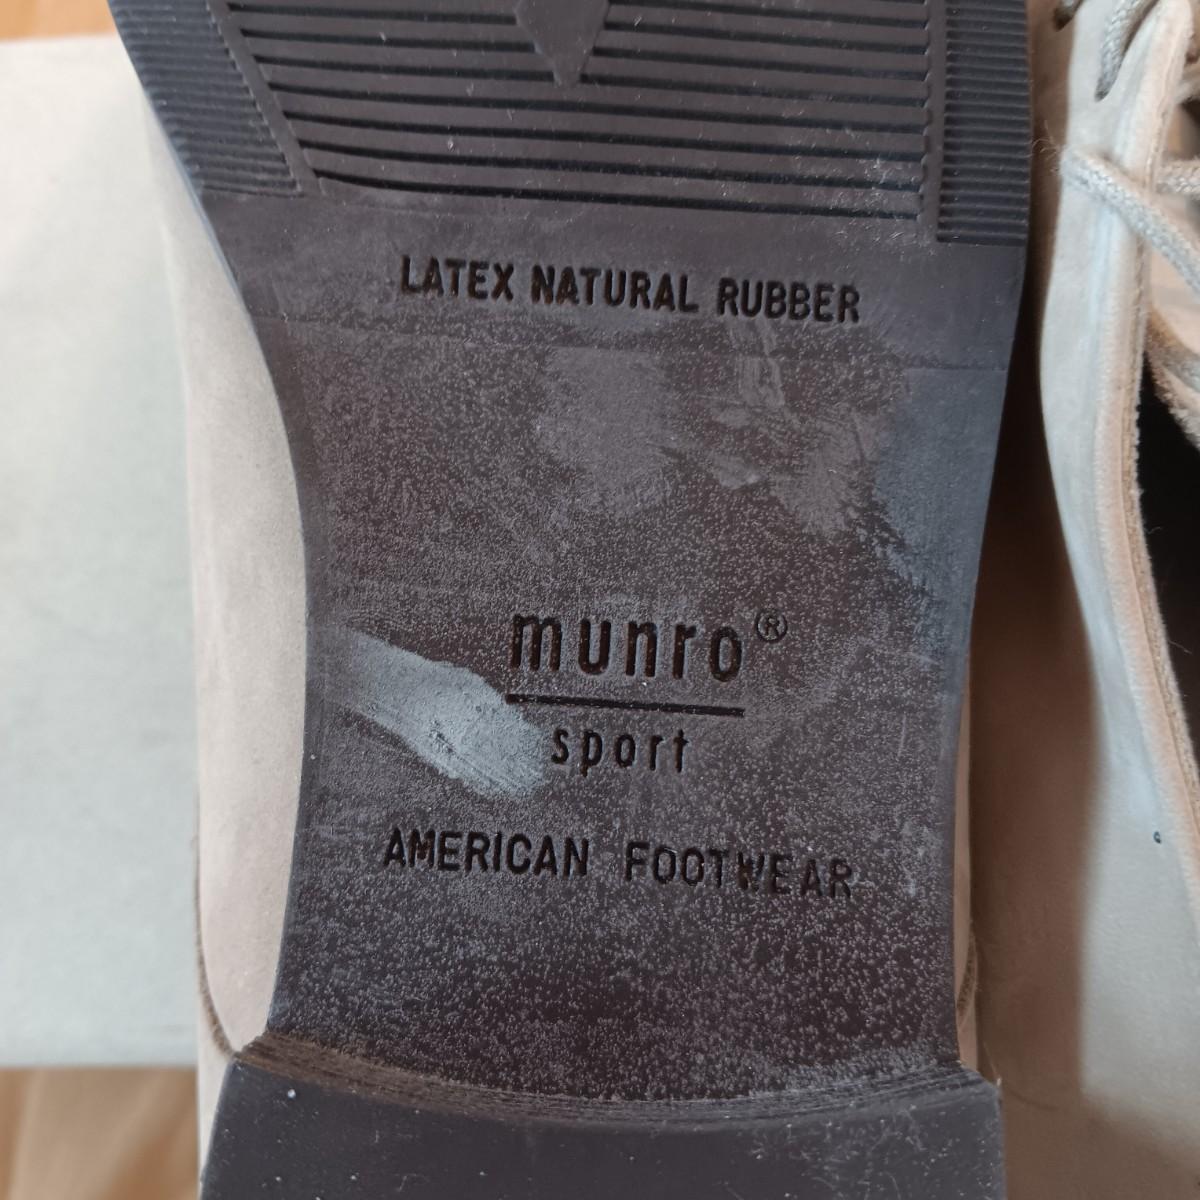 LATEX NATURAL RUBBER
munro®
sport
AMERICAN FOOTWEAR